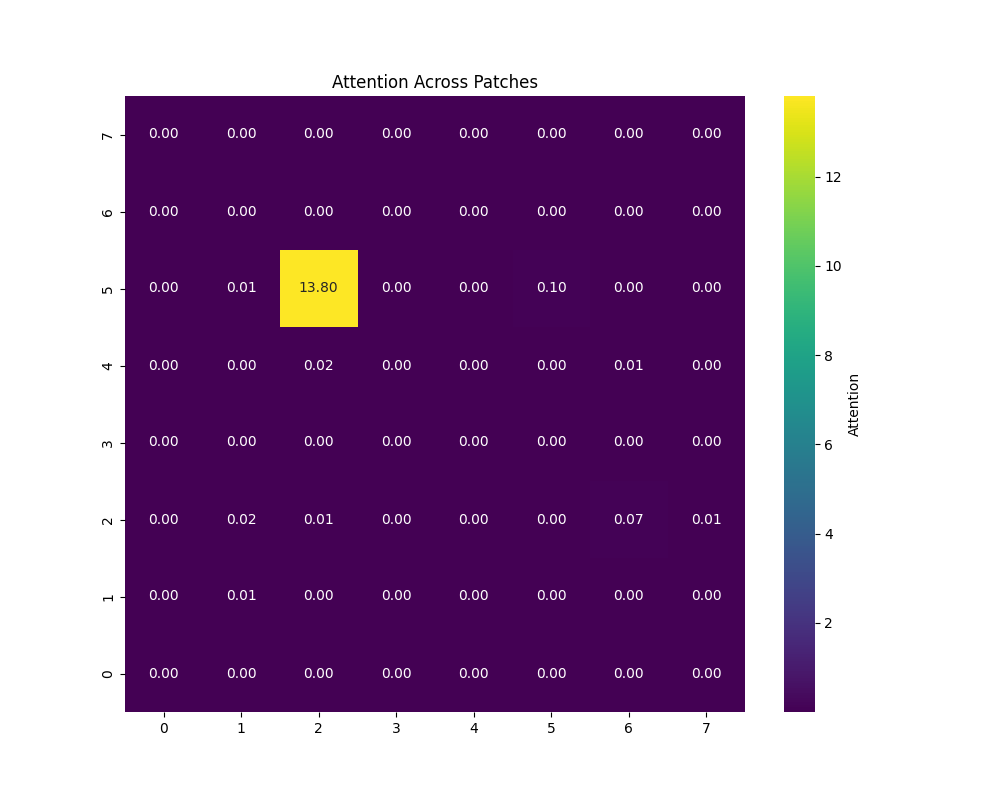 Attention Across Patches
7 0.00 0.00 0.00 0.00 0.00 0.00 0.00 0.00
12
6 0.00 0.00 0.00 0.00 0.00 0.00 0.00 0.00
10
5 0.00 0.01 13.80 0.00 0.00 0.10 0.00 0.00
8
4 0.00 0.00 0.02 0.00 0.00 0.00 0.01 0.00
Attention
3 0.00 0.00 0.00 0.00 0.00 0.00 0.00 0.00
6
2 0.00 0.02 0.01 0.00 0.00 0.00 0.07 0.01
4
1 0.00 0.01 0.00 0.00 0.00 0.00 0.00 0.00
2
0 0.00 0.00 0.00 0.00 0.00 0.00 0.00 0.00
0 1 2 3 4 5 6 7